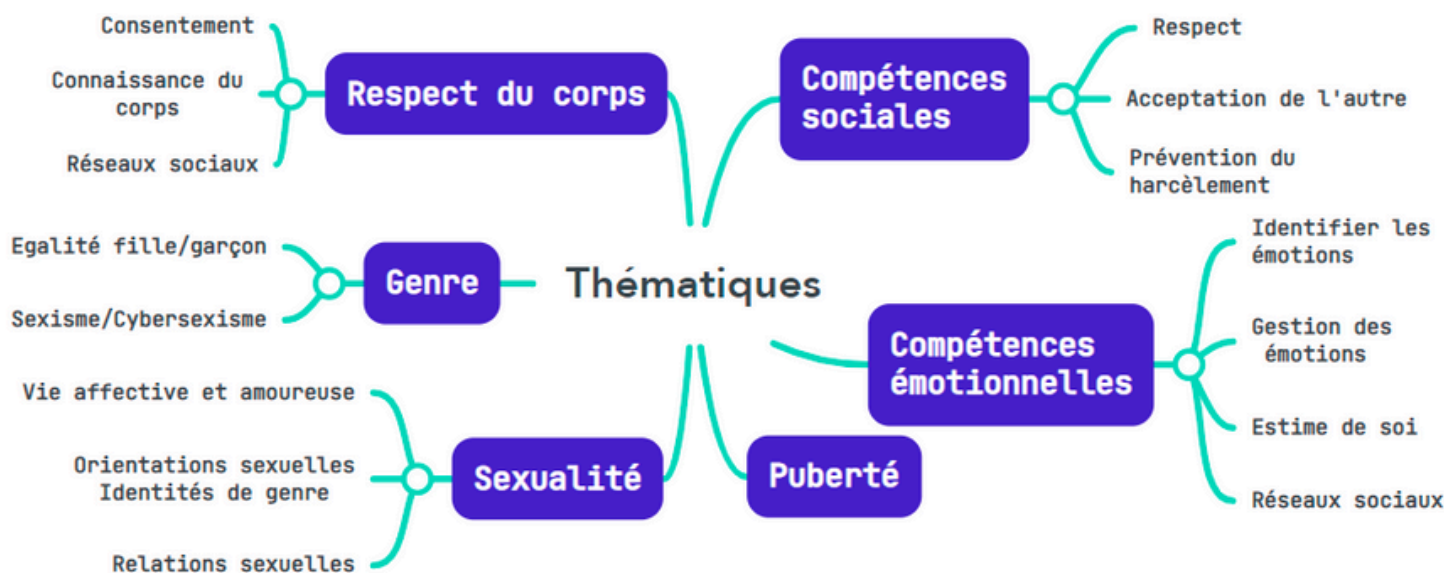 Consentement
Connaissance du
corps
Réseaux sociaux
Respect du corps
Compétences
sociales
Respect
Acceptation de l'autre
Prévention du
harcèlement
Egalité fille/garçon
Sexisme/Cybersexisme
Genre
Thématiques
Compétences
émotionnelles
Identifier les
émotions
Gestion des
émotions
Estime de soi
Réseaux sociaux
Vie affective et amoureuse
Orientations sexuelles
Identités de genre
Relations sexuelles
Sexualité
Puberté